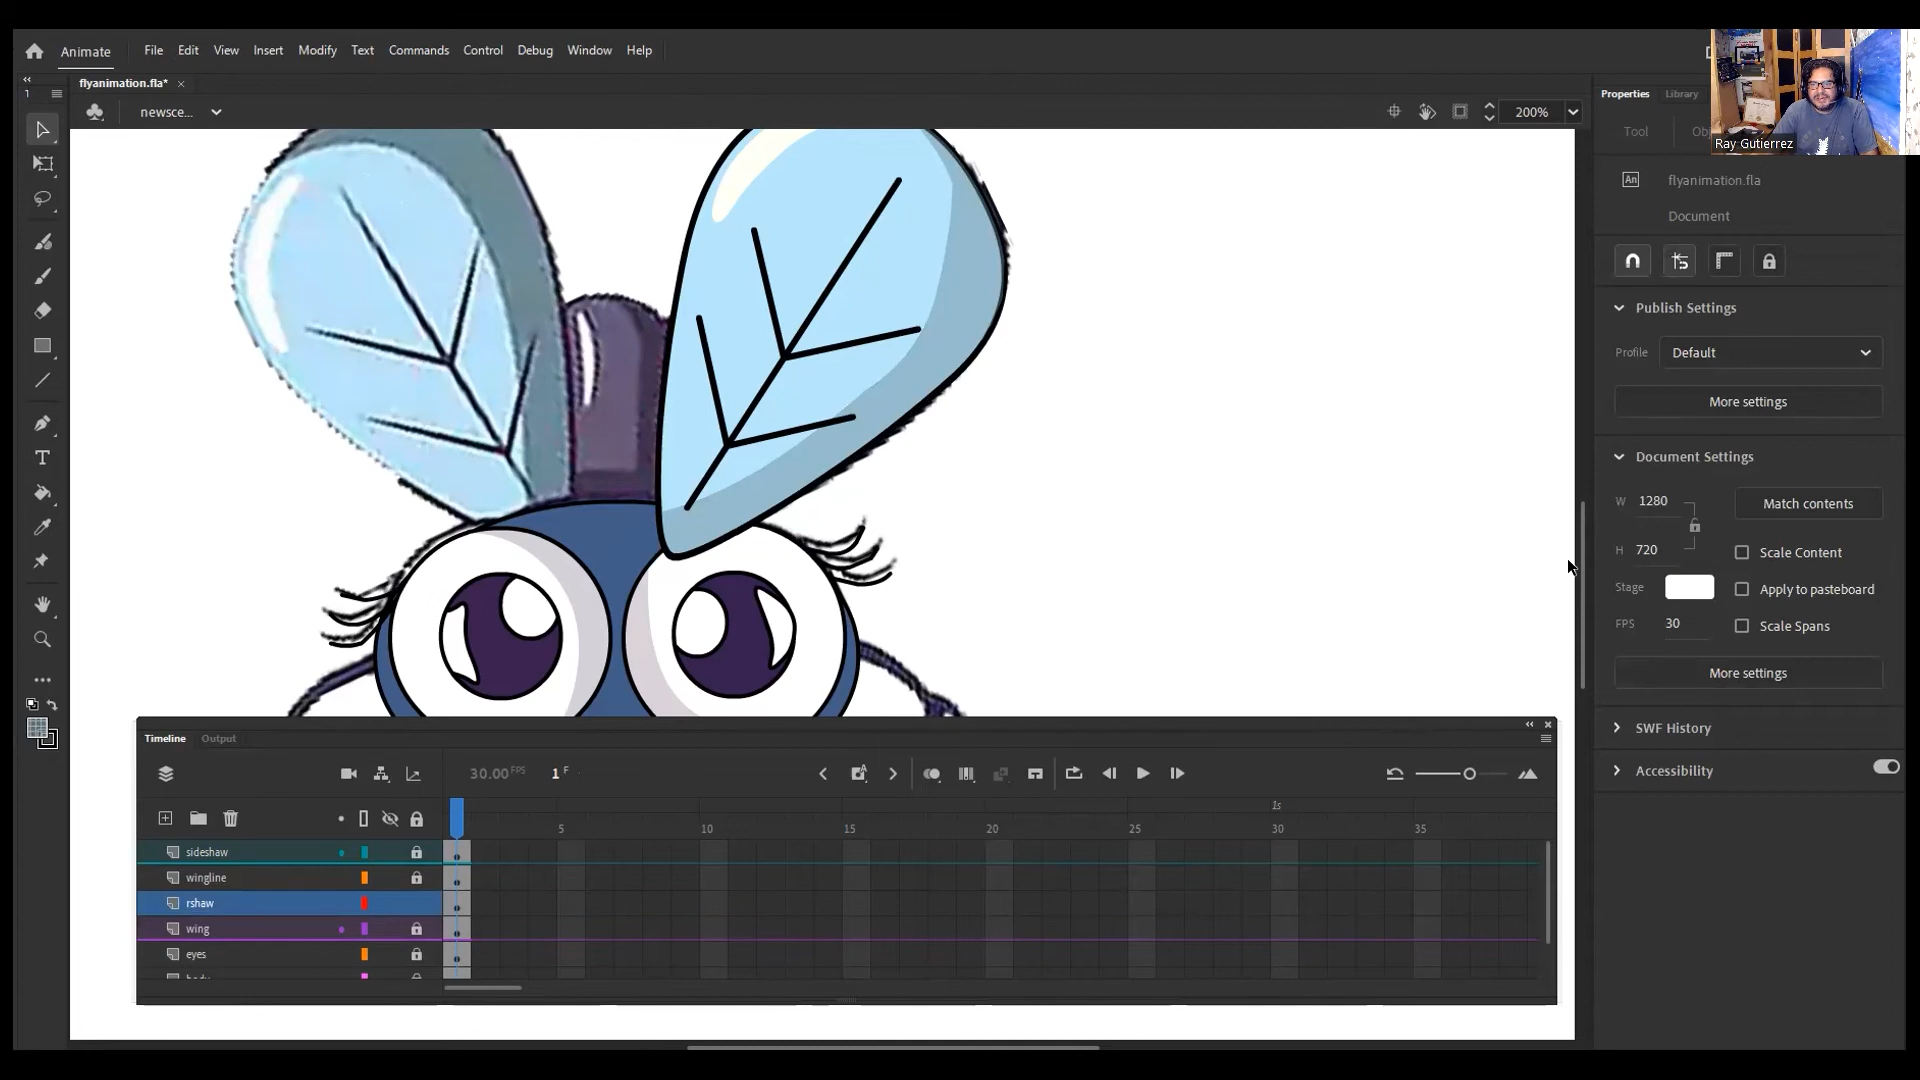 Animate
File Edit View Insert Modify Text Commands Control Debug Window Help
flyanimation.fla*
newsce...
200%
Properties
Library
Tool
Ray Gutierrez
An
flyanimation.fla
Document
Publish Settings
Profile
Default
More settings
Document Settings
W 1280
Match contents
H 720
Scale Content
Stage
Apply to pasteboard
FPS 30
Scale Spans
More settings
SWF History
Accessibility
Timeline Output
30.00 FPS 1 F
1s
5 10 15 20 25 30 35
sideshaw
wingline
rshaw
wing
eyes